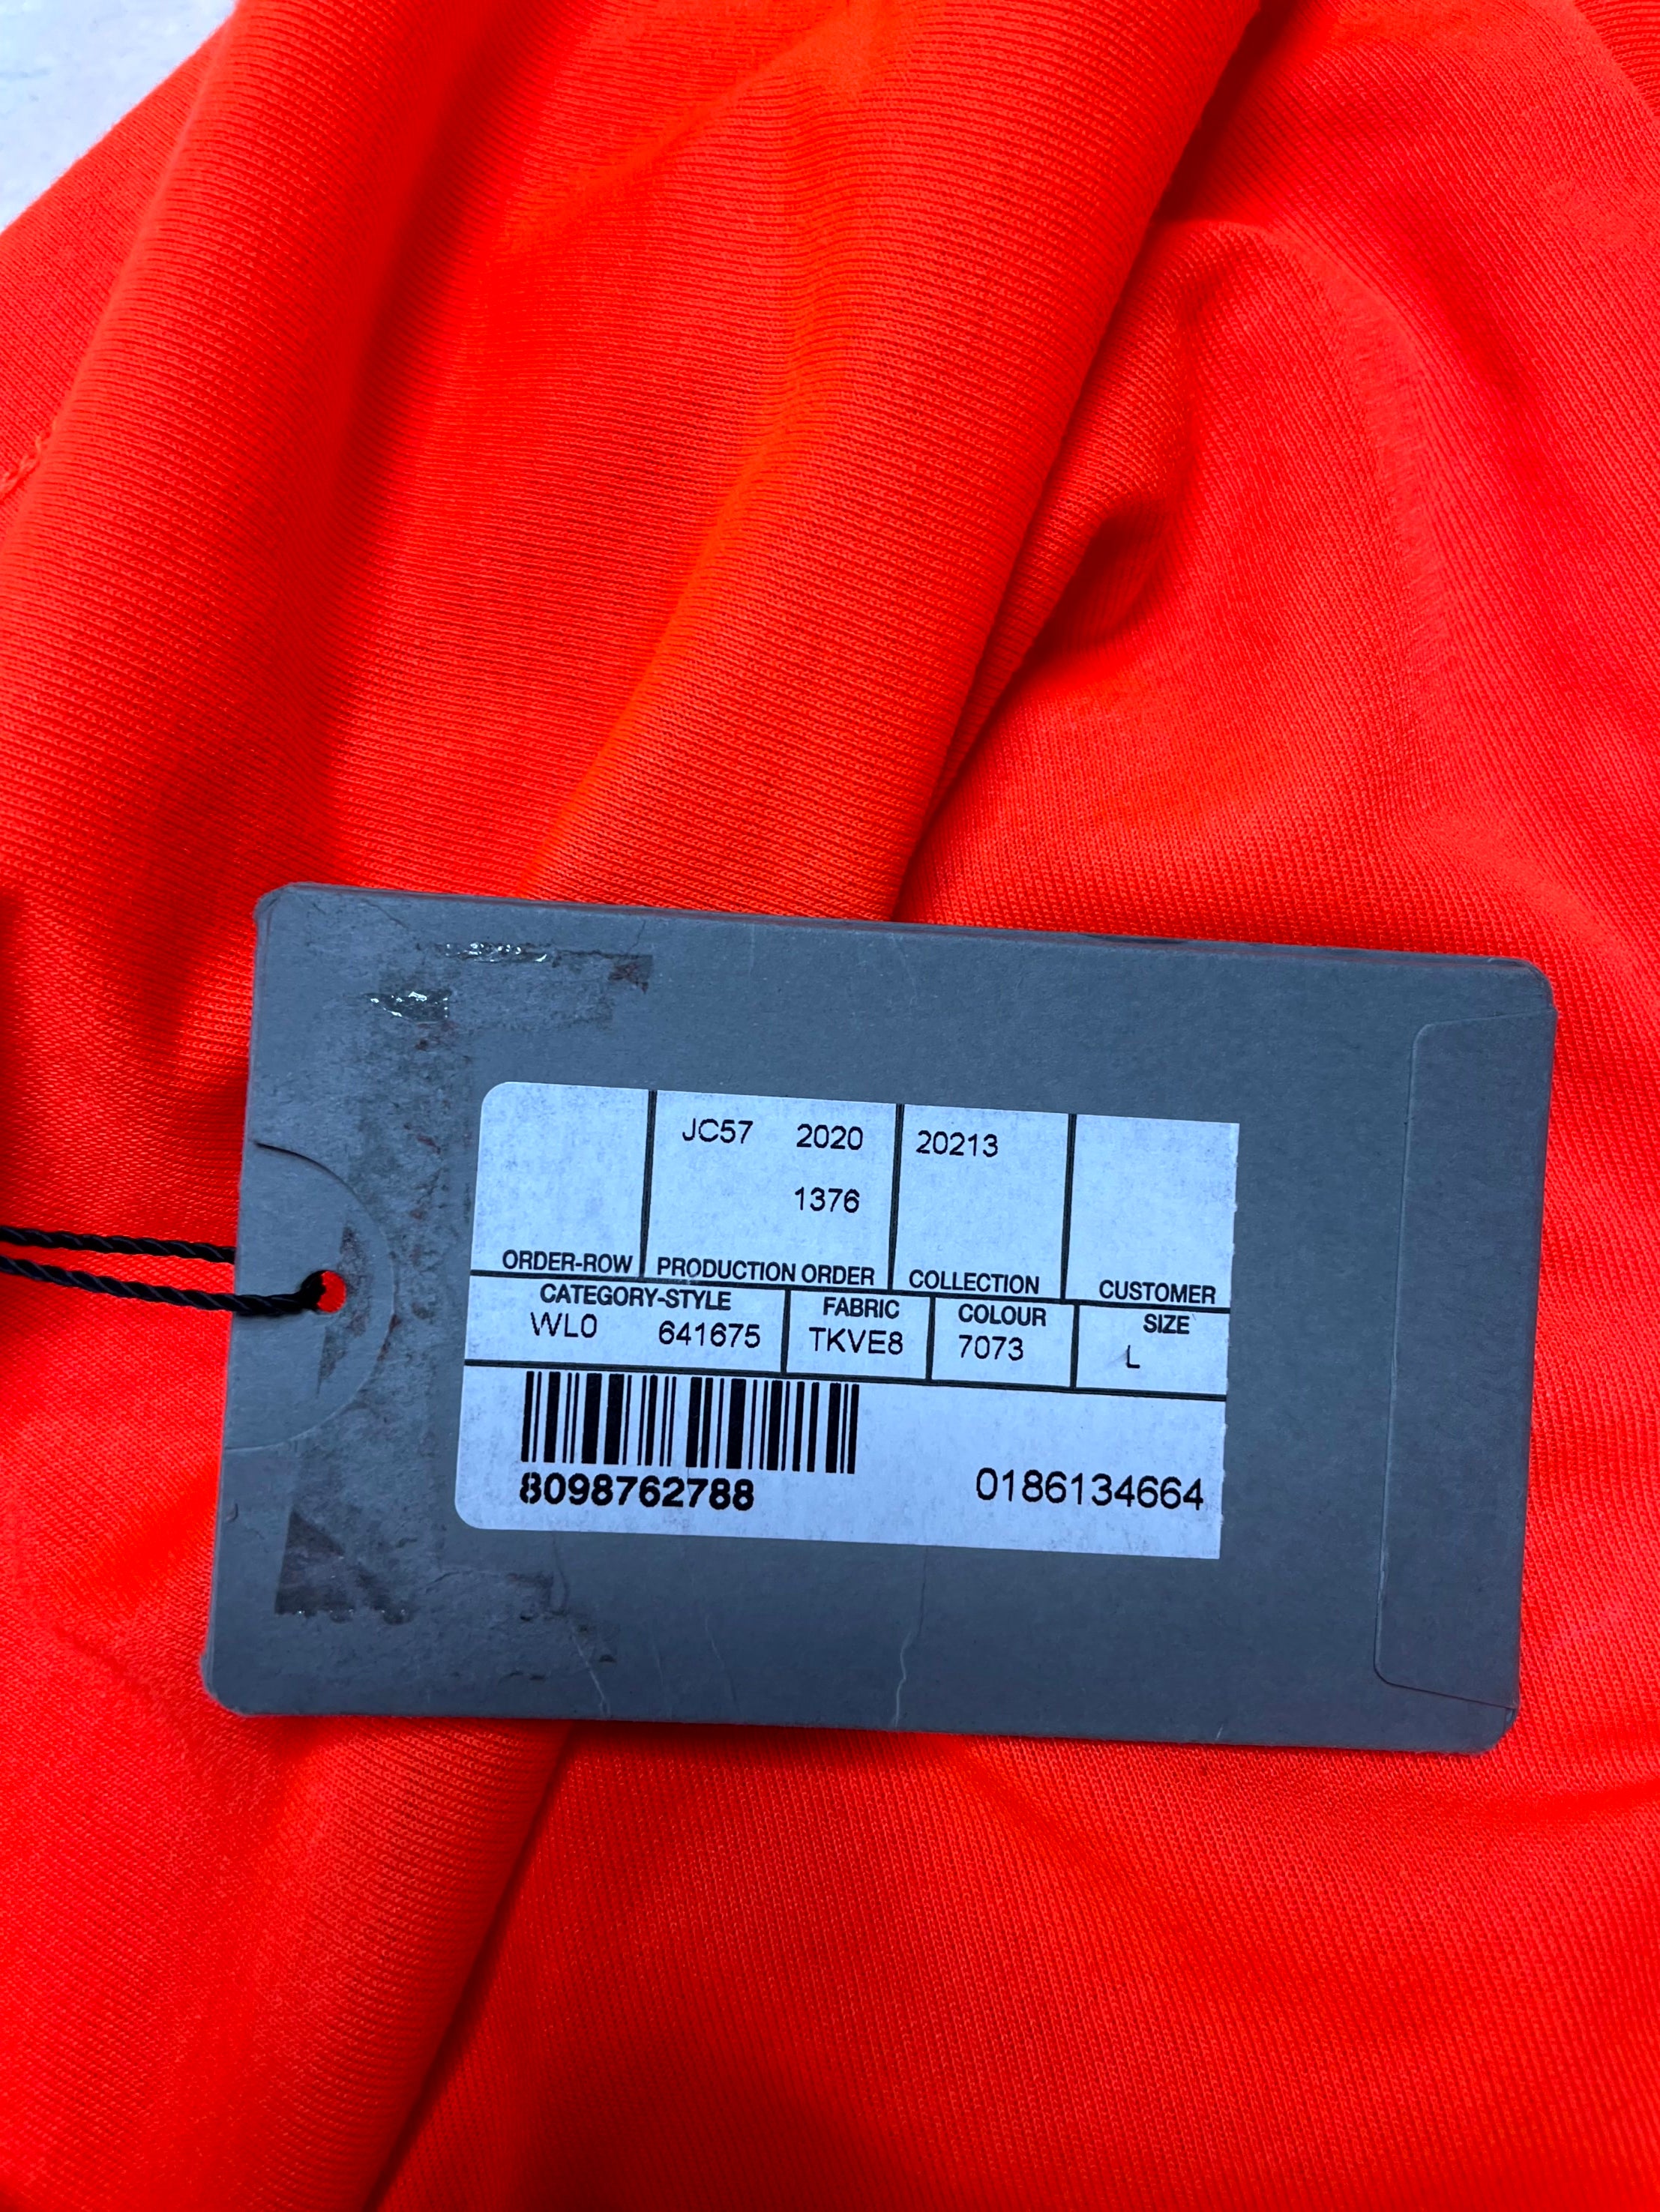 JC57 2020 20213
1376
ORDER-ROW PRODUCTION ORDER COLLECTION CUSTOMER
CATEGORY-STYLE FABRIC COLOUR SIZE
WL0 641675 TKVE8 7073 L
8098762788 0186134664